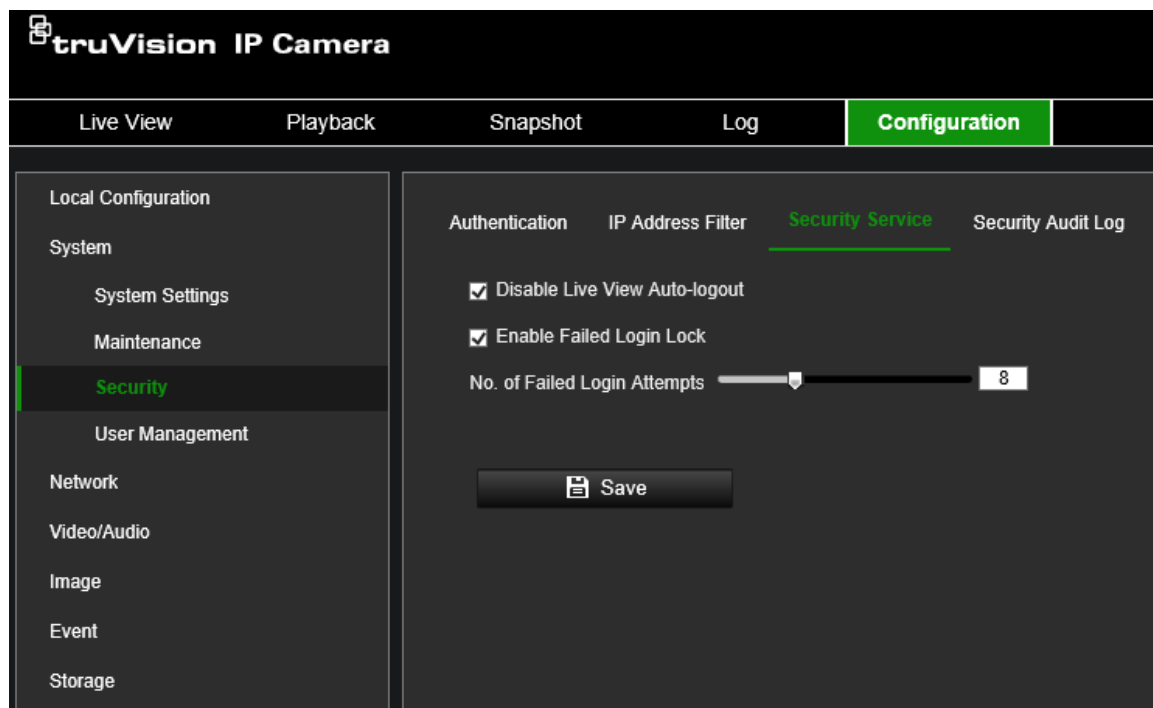 truVision IP Camera
Live View Playback Snapshot Log Configuration
Local Configuration
System
System Settings
Maintenance
Security
User Management
Network
Video/Audio
Image
Event
Storage
Authentication IP Address Filter Security Service Security Audit Log
Disable Live View Auto-logout
Enable Failed Login Lock
No. of Failed Login Attempts 8
Save